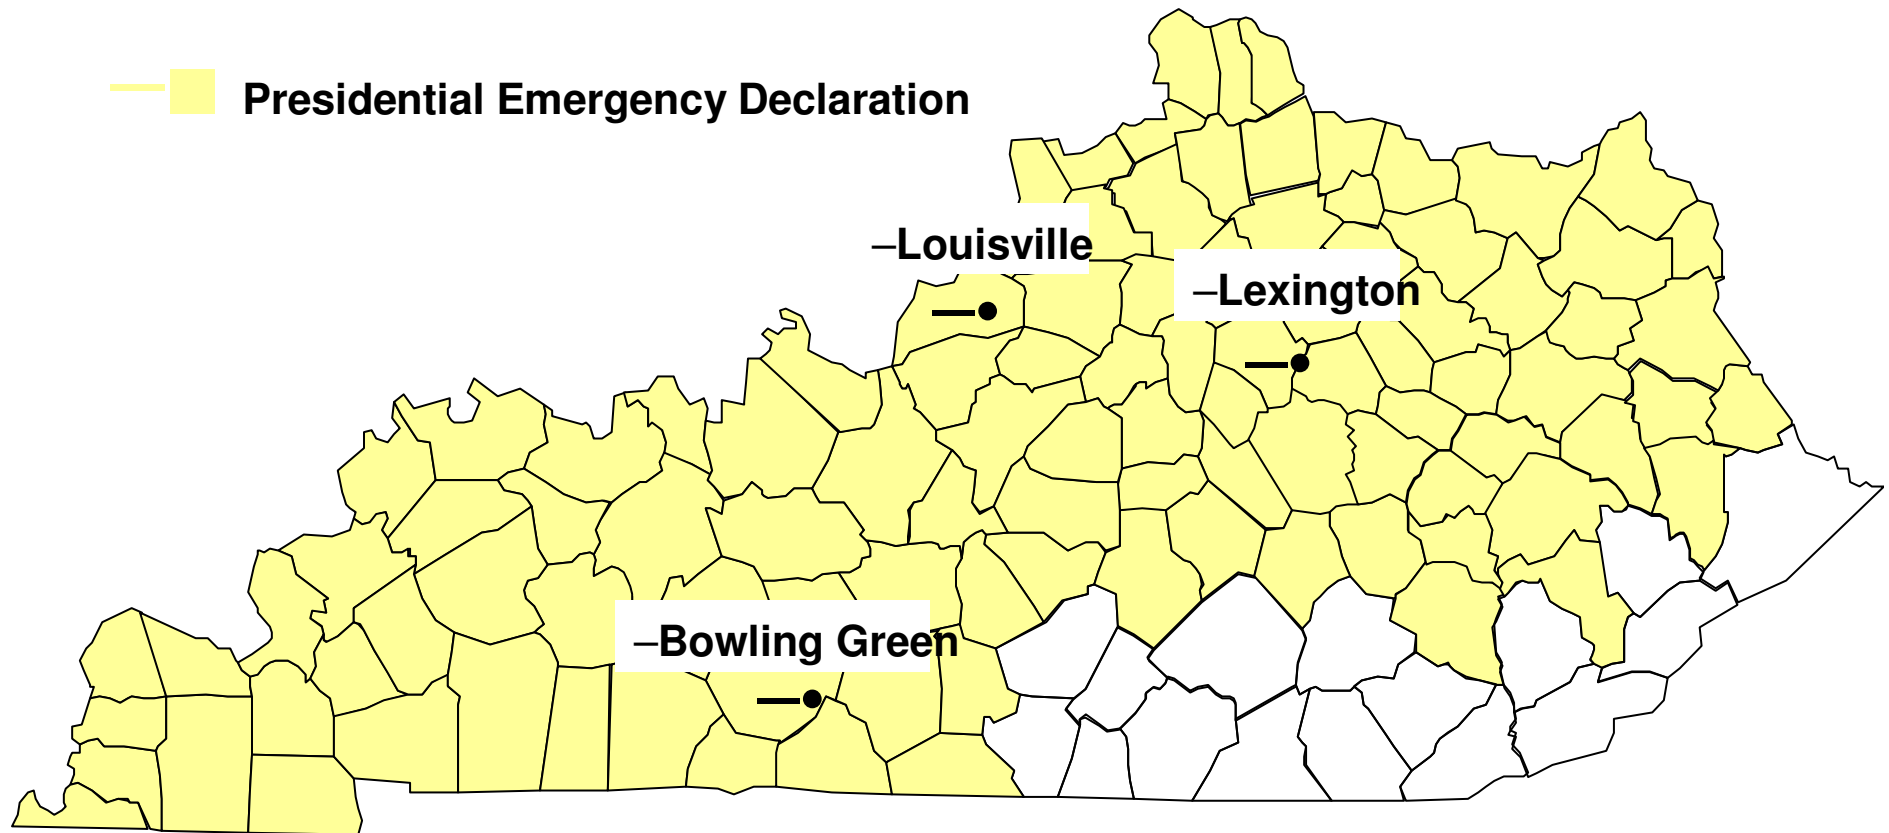 Presidential Emergency Declaration
–Louisville
–Lexington
–Bowling Green